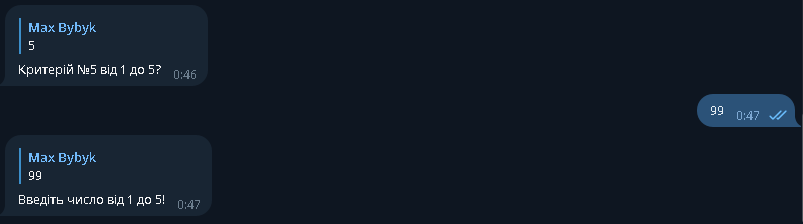 Max Bybyk
5
Критерій №5 від 1 до 5?
0:46
99
0:47
Max Bybyk
99
Введіть число від 1 до 5!
0:47